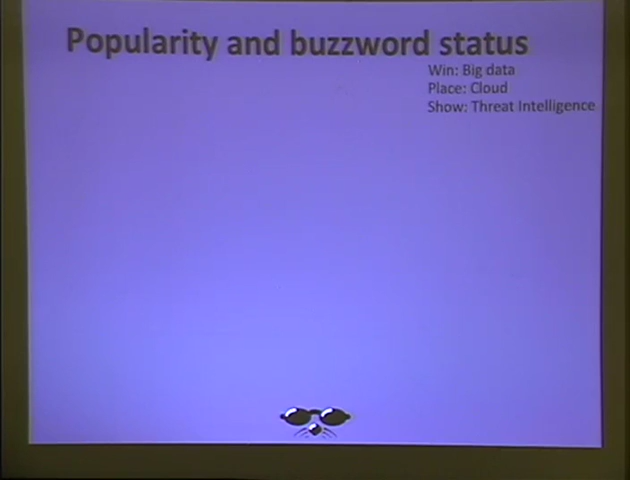 Popularity and buzzword status
Win: Big data
Place: Cloud
Show: Threat Intelligence